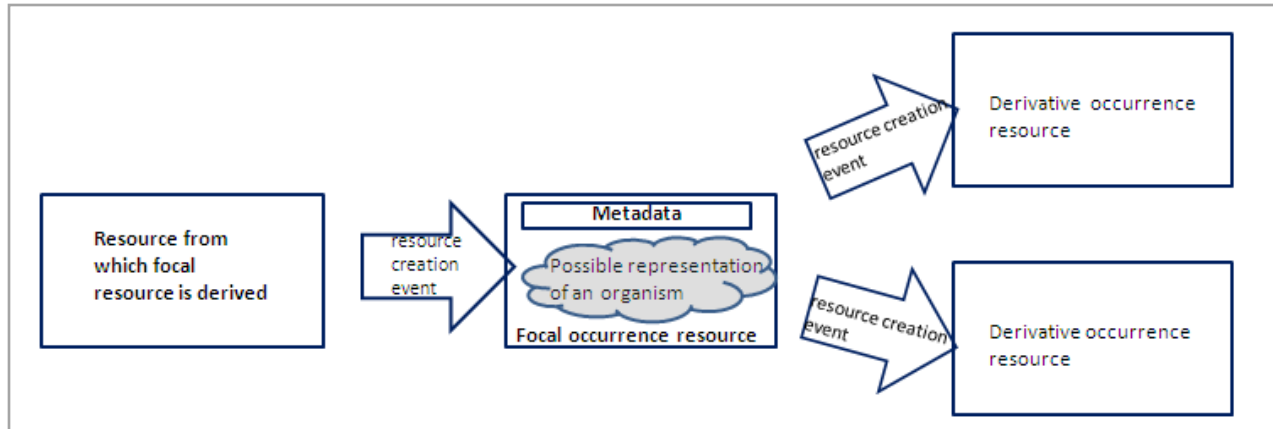 Resource from
which focal
resource is derived
resource
creation
event
Metadata
Possible representation
of an organism
Focal occurrence resource
resource creation
event
Derivative occurrence
resource
resource creation
event
Derivative occurrence
resource